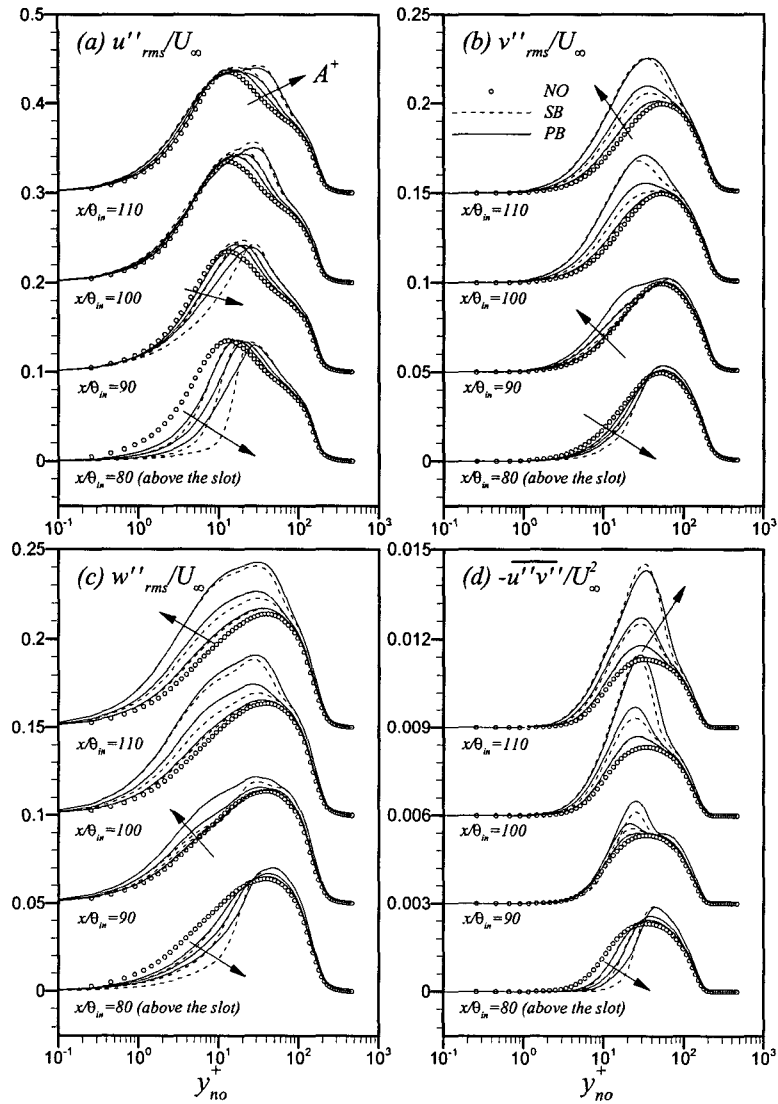 (a) u''rms/U∞
0.5
0.4
0.3
0.2
0.1
0
A⁺
x/θin=110
x/θin=100
x/θin=90
x/θin=80 (above the slot)
10⁻¹ 10⁰ 10¹ 10² 10³
(b) v''rms/U∞
0.25
0.2
0.15
0.1
0.05
0
NO
SB
PB
x/θin=110
x/θin=100
x/θin=90
x/θin=80 (above the slot)
10⁻¹ 10⁰ 10¹ 10² 10³
(c) w''rms/U∞
0.25
0.2
0.15
0.1
0.05
0
x/θin=110
x/θin=100
x/θin=90
x/θin=80 (above the slot)
10⁻¹ 10⁰ 10¹ 10² 10³
y⁺no
(d) -u''v''/U²∞
0.015
0.012
0.009
0.006
0.003
0
x/θin=110
x/θin=100
x/θin=90
x/θin=80 (above the slot)
10⁻¹ 10⁰ 10¹ 10² 10³
y⁺no